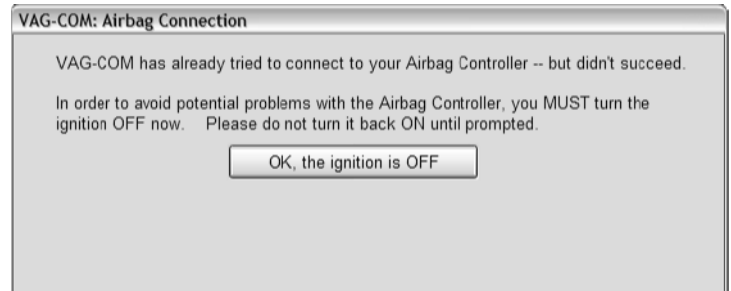 VAG-COM: Airbag Connection
VAG-COM has already tried to connect to your Airbag Controller -- but didn't succeed.
In order to avoid potential problems with the Airbag Controller, you MUST turn the
ignition OFF now. Please do not turn it back ON until prompted.
OK, the ignition is OFF